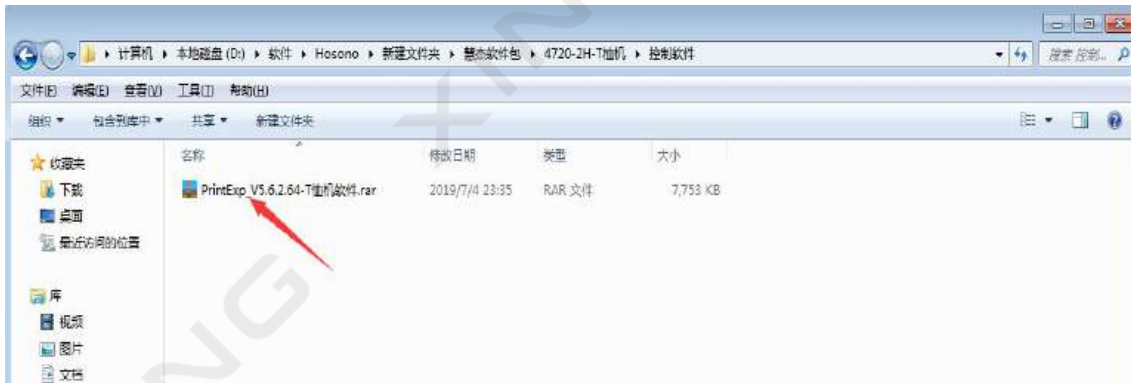 计算机 ▸ 本地磁盘 (D:) ▸ 软件 ▸ Hosono ▸ 新建文件夹 ▸ 慧杰软件包 ▸ 4720-2H-T恤机 ▸ 控制软件
搜索 控制...
文件(F) 编辑(E) 查看(V) 工具(T) 帮助(H)
组织 包含到库中 共享 新建文件夹
名称 修改日期 类型 大小
收藏夹
下载
PrintExp_V5.6.2.64-T恤机软件.rar 2019/7/4 23:35 RAR 文件 7,753 KB
桌面
最近访问的位置
库
视频
图片
文档